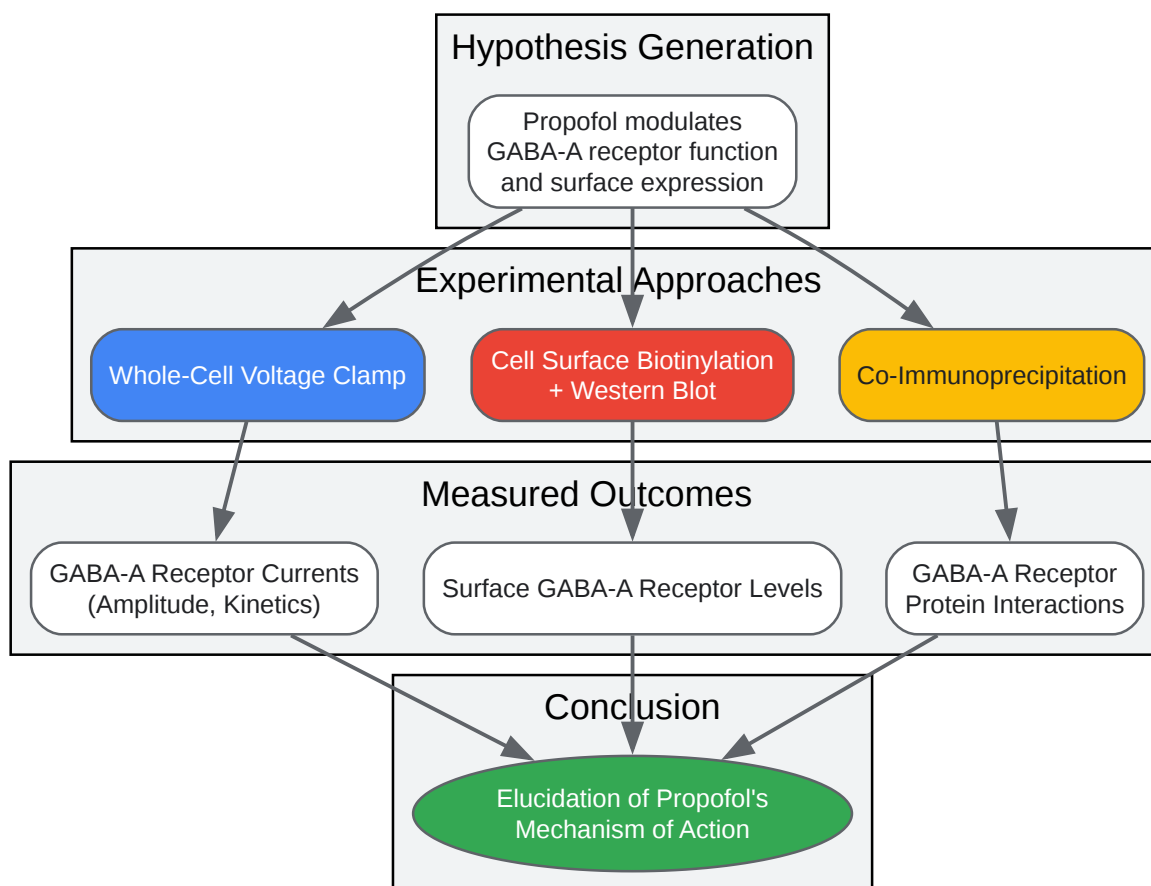 Hypothesis Generation
Propofol modulates
GABA-A receptor function
and surface expression
Experimental Approaches
Whole-Cell Voltage Clamp
Cell Surface Biotinylation
+ Western Blot
Co-Immunoprecipitation
Measured Outcomes
GABA-A Receptor Currents
(Amplitude, Kinetics)
Surface GABA-A Receptor Levels
GABA-A Receptor
Protein Interactions
Conclusion
Elucidation of Propofol's
Mechanism of Action